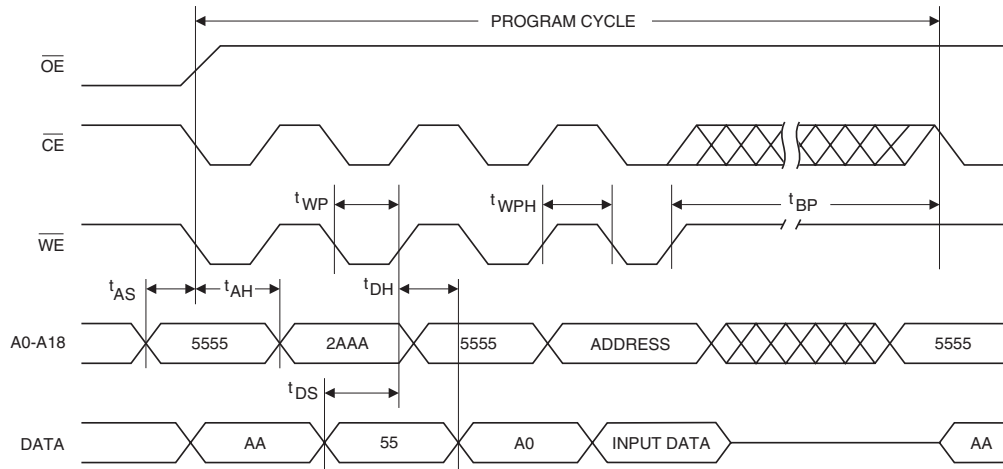 PROGRAM CYCLE
OE
CE
tWP
tWPH
tBP
WE
tAS
tAH
tDH
A0-A18
5555
2AAA
5555
ADDRESS
5555
tDS
DATA
AA
55
A0
INPUT DATA
AA